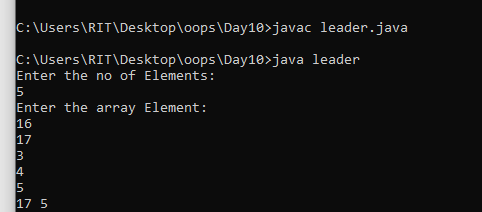 C:\Users\RIT\Desktop\oops\Day10>javac leader.java
C:\Users\RIT\Desktop\oops\Day10>java leader
Enter the no of Elements:
5
Enter the array Element:
16
17
3
4
5
17 5